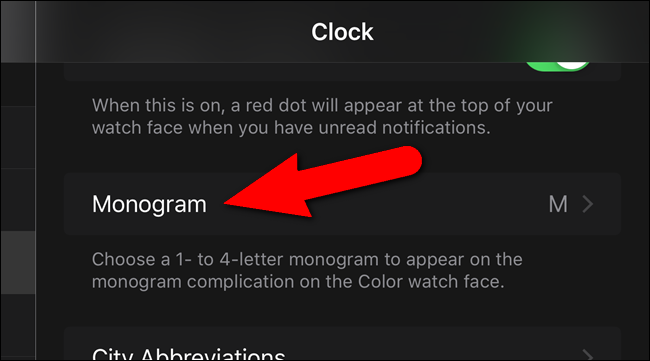 Clock
When this is on, a red dot will appear at the top of your
watch face when you have unread notifications.
Monogram M
Choose a 1- to 4-letter monogram to appear on the
monogram complication on the Color watch face.
City Abbreviations